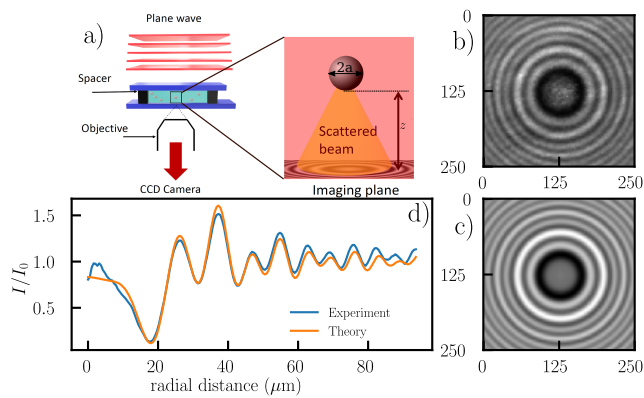 a)
Plane wave
Spacer
Objective
CCD Camera
2a
z
Scattered
beam
Imaging plane
b)
0
125
250
0
125
250
c)
0
125
250
0
125
250
d)
I/I₀
1.5
1.0
0.5
Experiment
Theory
0
20
40
60
80
radial distance (μm)